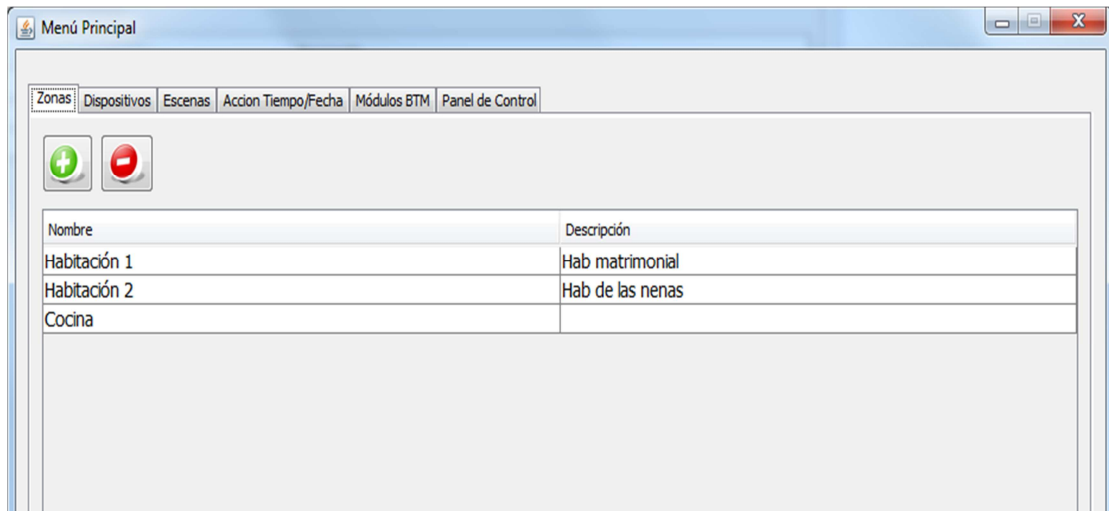 Menú Principal
Zonas Dispositivos Escenas Accion Tiempo/Fecha Módulos BTM Panel de Control
Nombre Descripción
Habitación 1 Hab matrimonial
Habitación 2 Hab de las nenas
Cocina